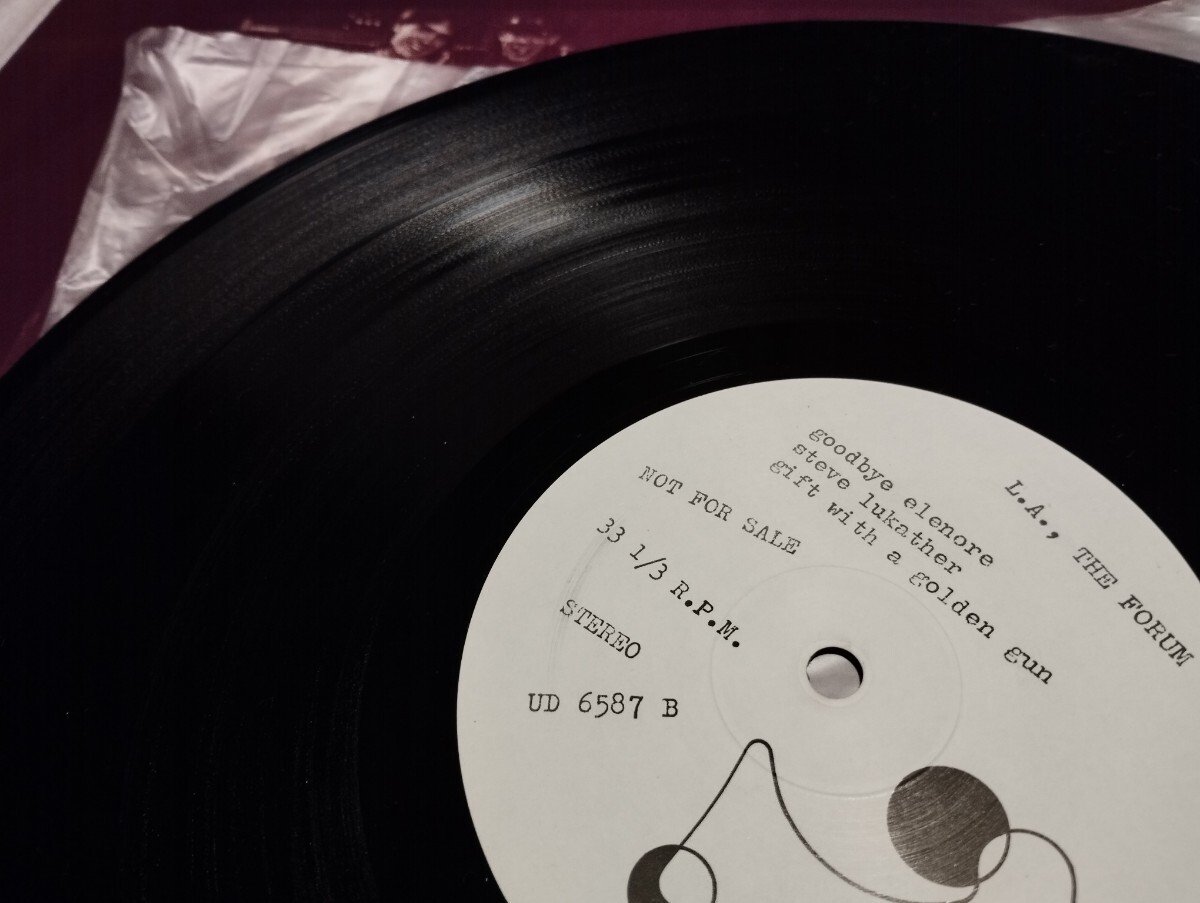 L.A., THE FORUM
goodbye elenore
steve lukather
gift with a golden gun
NOT FOR SALE
33 1/3 R.P.M.
STEREO
UD 6587 B